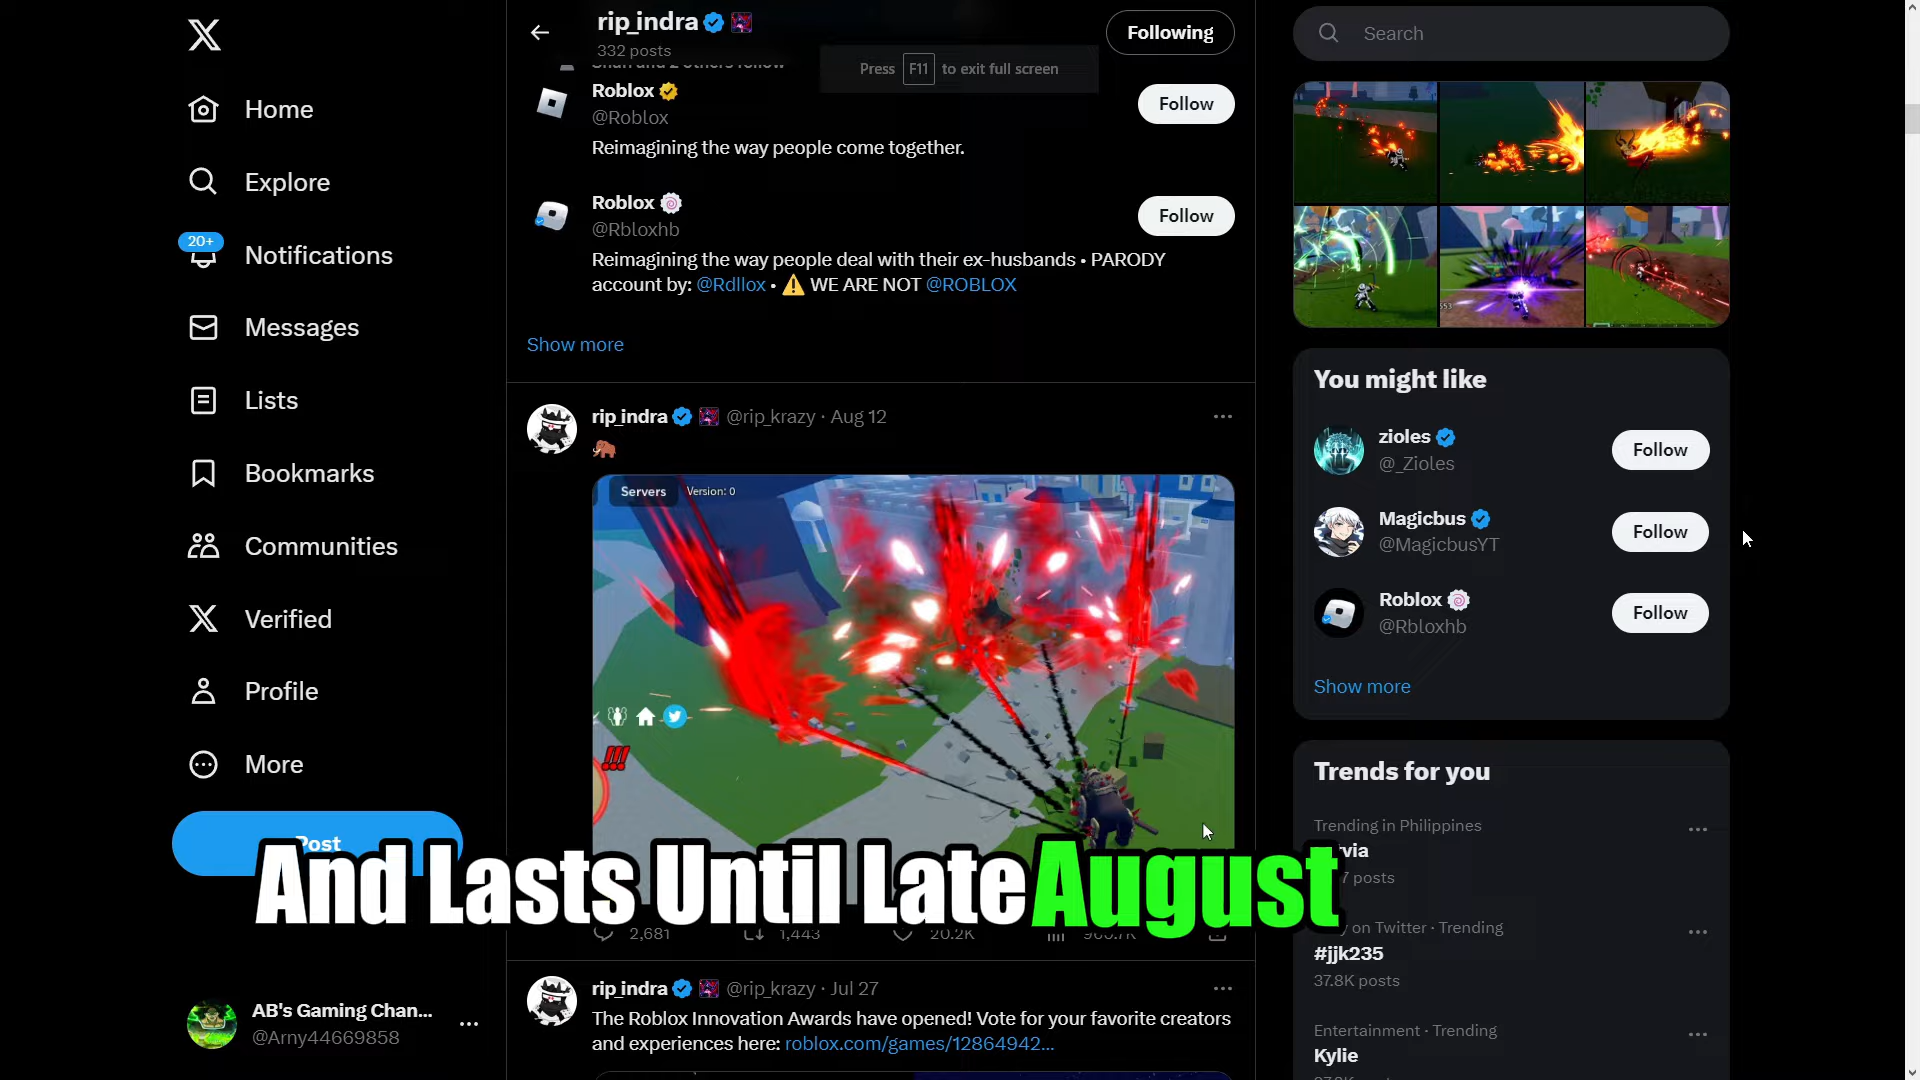 Home
Explore
20+
Notifications
Messages
Lists
Bookmarks
Communities
Verified
Profile
More
Post
AB's Gaming Chan...
@Arny44669858
rip_indra
332 posts
Following
Press F11 to exit full screen
Roblox
@Roblox
Follow
Reimagining the way people come together.
Roblox
@Rbloxhb
Follow
Reimagining the way people deal with their ex-husbands • PARODY
account by: @Rdllox • ⚠️ WE ARE NOT @ROBLOX
Show more
rip_indra @rip_krazy · Aug 12
🦣
Servers Version: 0
!!!
And Lasts Until Late August
2,681 1,443 20.2K
rip_indra @rip_krazy · Jul 27
The Roblox Innovation Awards have opened! Vote for your favorite creators
and experiences here: roblox.com/games/12864942...
Search
You might like
zioles
@_Zioles
Follow
Magicbus
@MagicbusYT
Follow
Roblox
@Rbloxhb
Follow
Show more
Trends for you
Trending in Philippines
posts
on Twitter · Trending
#jjk235
37.8K posts
Entertainment · Trending
Kylie